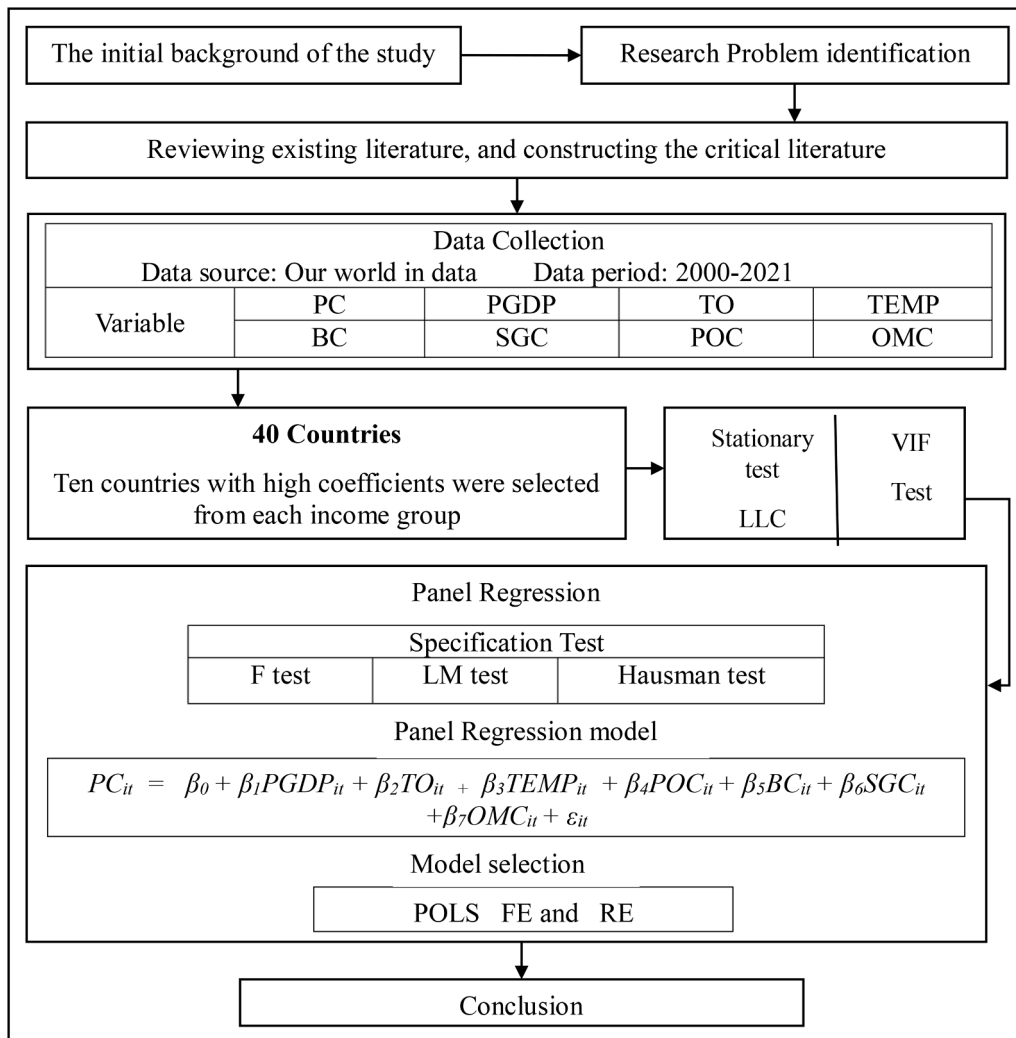 The initial background of the study
Research Problem identification
Reviewing existing literature, and constructing the critical literature
Data Collection
Data source: Our world in data Data period: 2000-2021
Variable
PC PGDP TO TEMP
BC SGC POC OMC
40 Countries
Ten countries with high coefficients were selected
from each income group
Stationary
test
LLC
VIF
Test
Panel Regression
Specification Test
F test LM test Hausman test
Panel Regression model
PCit = β0 + β1PGDPit + β2TOit + β3TEMPit + β4POCit + β5BCit + β6SGCit
+β7OMCit + εit
Model selection
POLS FE and RE
Conclusion